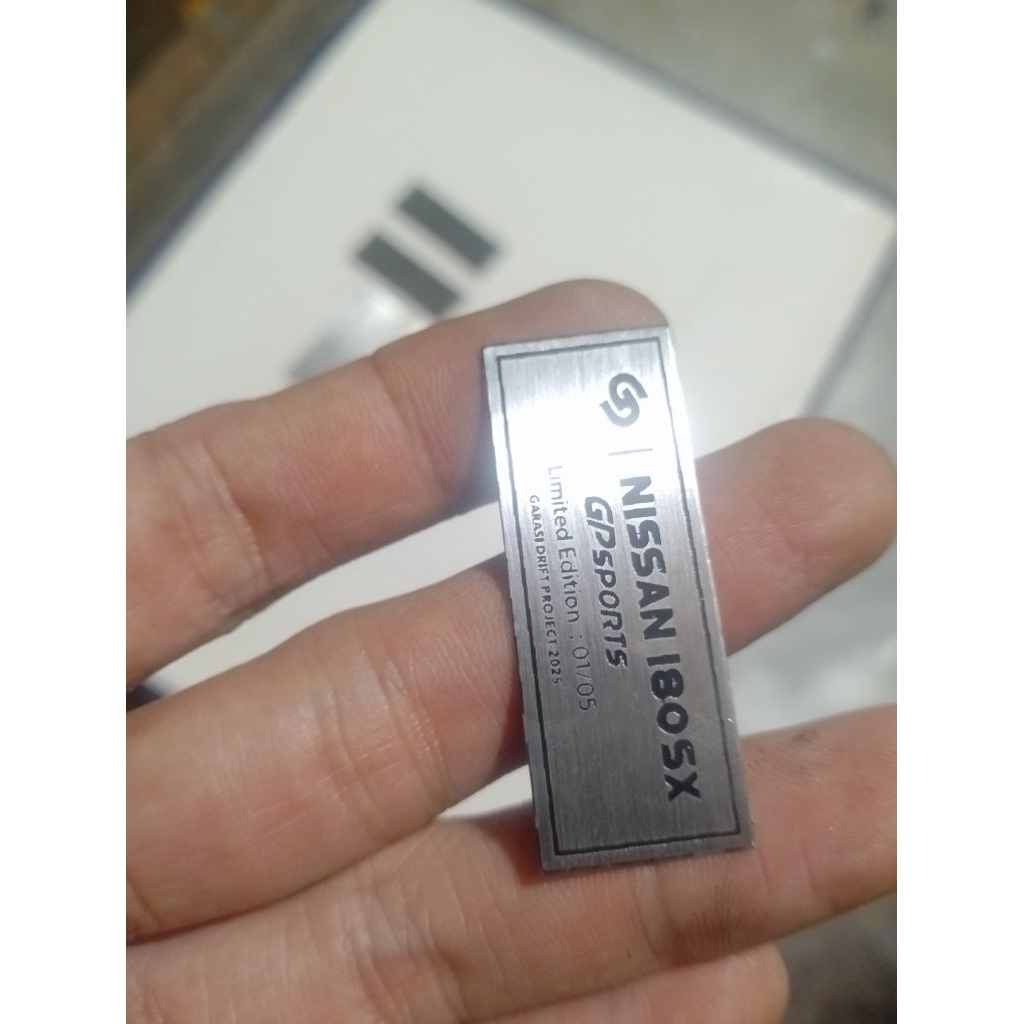 NISSAN 180SX
GPSPORTS
Limited Edition : 01/05
GARASI DRIFT PROJECT 2025